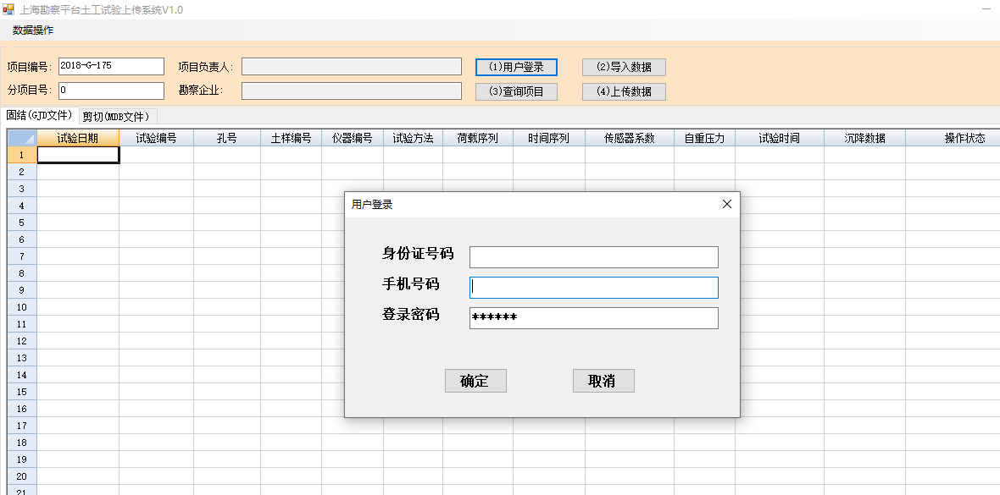 上海勘察平台土工试验上传系统V1.0
数据操作
项目编号: 2018-G-175 项目负责人: (1)用户登录 (2)导入数据
分项目号: 0 勘察企业: (3)查询项目 (4)上传数据
固结(GJD文件) 剪切(MDB文件)
试验日期 试验编号 孔号 土样编号 仪器编号 试验方法 荷载序列 时间序列 传感器系数 自重压力 试验时间 沉降数据 操作状态
1
2
3
4
5
6
7
8
9
10
11
12
13
14
15
16
17
18
19
20
21
用户登录
身份证号码
手机号码
登录密码 ******
确定 取消